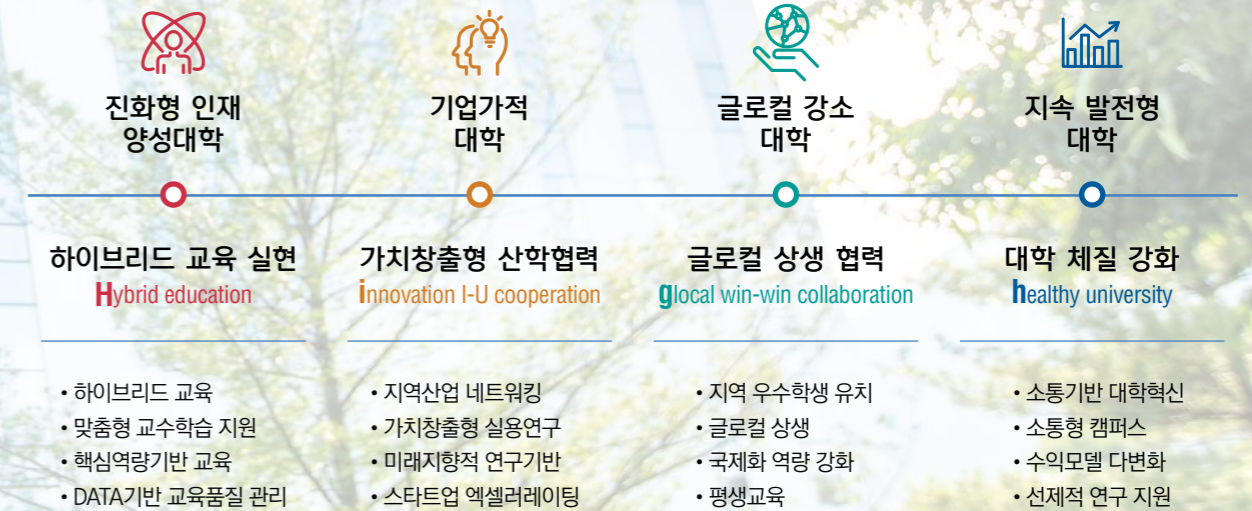 진화형 인재
양성대학
기업가적
대학
글로컬 강소
대학
지속 발전형
대학
하이브리드 교육 실현
Hybrid education
가치창출형 산학협력
innovation I-U cooperation
글로컬 상생 협력
glocal win-win collaboration
대학 체질 강화
healthy university
• 하이브리드 교육
• 맞춤형 교수학습 지원
• 핵심역량기반 교육
• DATA기반 교육품질 관리
• 지역산업 네트워킹
• 가치창출형 실용연구
• 미래지향적 연구기반
• 스타트업 엑셀러레이팅
• 지역 우수학생 유치
• 글로컬 상생
• 국제화 역량 강화
• 평생교육
• 소통기반 대학혁신
• 소통형 캠퍼스
• 수익모델 다변화
• 선제적 연구 지원